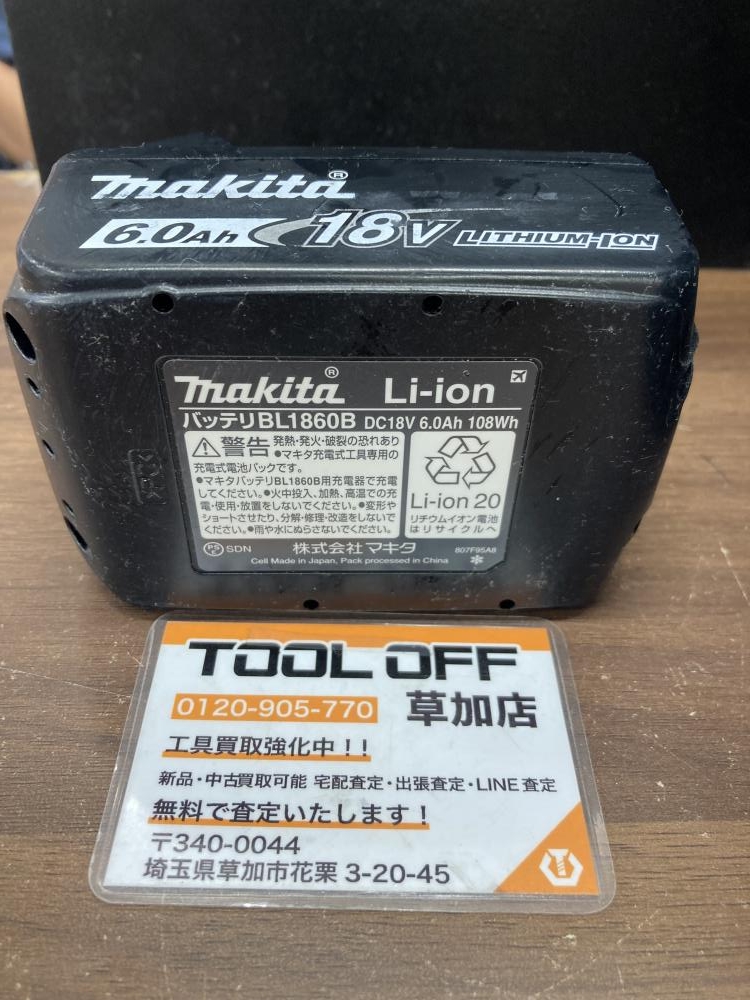 makita®
6.0Ah 18V LITHIUM-ION
makita® Li-ion
バッテリBL1860B DC18V 6.0Ah 108Wh
警告 発熱・発火・破裂の恐れあり
●マキタ充電式工具専用の
充電式電池パックです。
●マキタバッテリBL1860B用充電器で充電
してください。●火中投入、加熱、高温での充
電・使用・放置をしないでください。●変形や
ショートさせたり、分解・修理・改造をしないで
ください。●雨や水にぬらさないでください。
Li-ion 20
リチウムイオン電池
はリサイクルへ
PS
E SDN 株式会社マキタ 807F95A8
Cell Made in Japan, Pack processed in China
TOOL OFF
0120-905-770 草加店
工具買取強化中！！
新品・中古買取可能 宅配査定・出張査定・LINE査定
無料で査定いたします！
〒340-0044
埼玉県草加市花栗 3-20-45